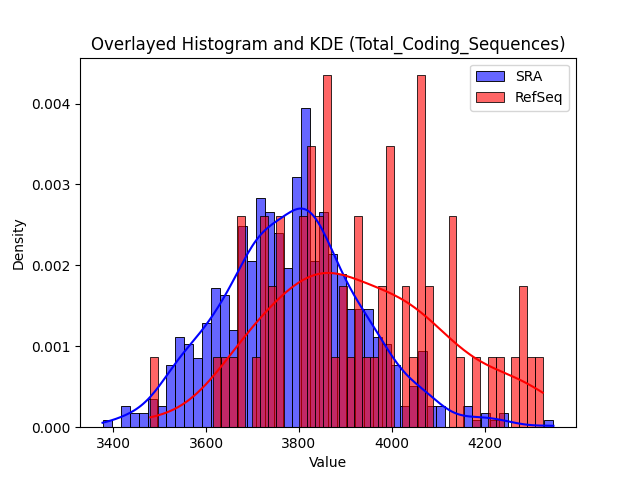 Overlayed Histogram and KDE (Total_Coding_Sequences)
SRA
RefSeq
0.004
0.003
0.002
0.001
0.000
Density
3400 3600 3800 4000 4200
Value